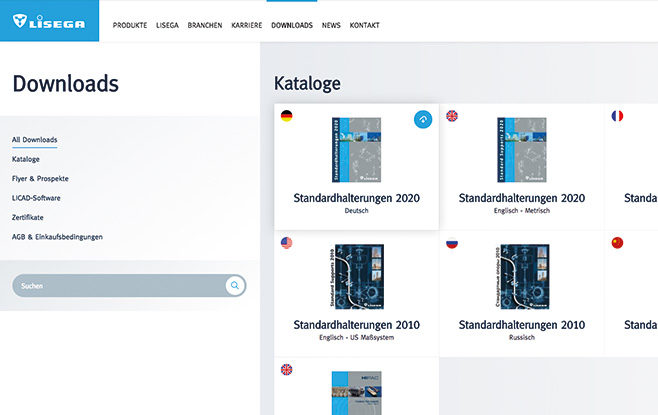 LISEGA
PRODUKTE LISEGA BRANCHEN KARRIERE DOWNLOADS NEWS KONTAKT
Downloads
All Downloads
Kataloge
Flyer & Prospekte
LICAD-Software
Zertifikate
AGB & Einkaufsbedingungen
Suchen
Kataloge
Standardhalterungen 2020
Standardhalterungen 2020
Deutsch
Standard Supports 2020
Standardhalterungen 2020
Englisch - Metrisch
Standa
Standard Supports 2010
Standardhalterungen 2010
Englisch - US Maßsystem
Стандартные опоры 2010
Standardhalterungen 2010
Russisch
Standa